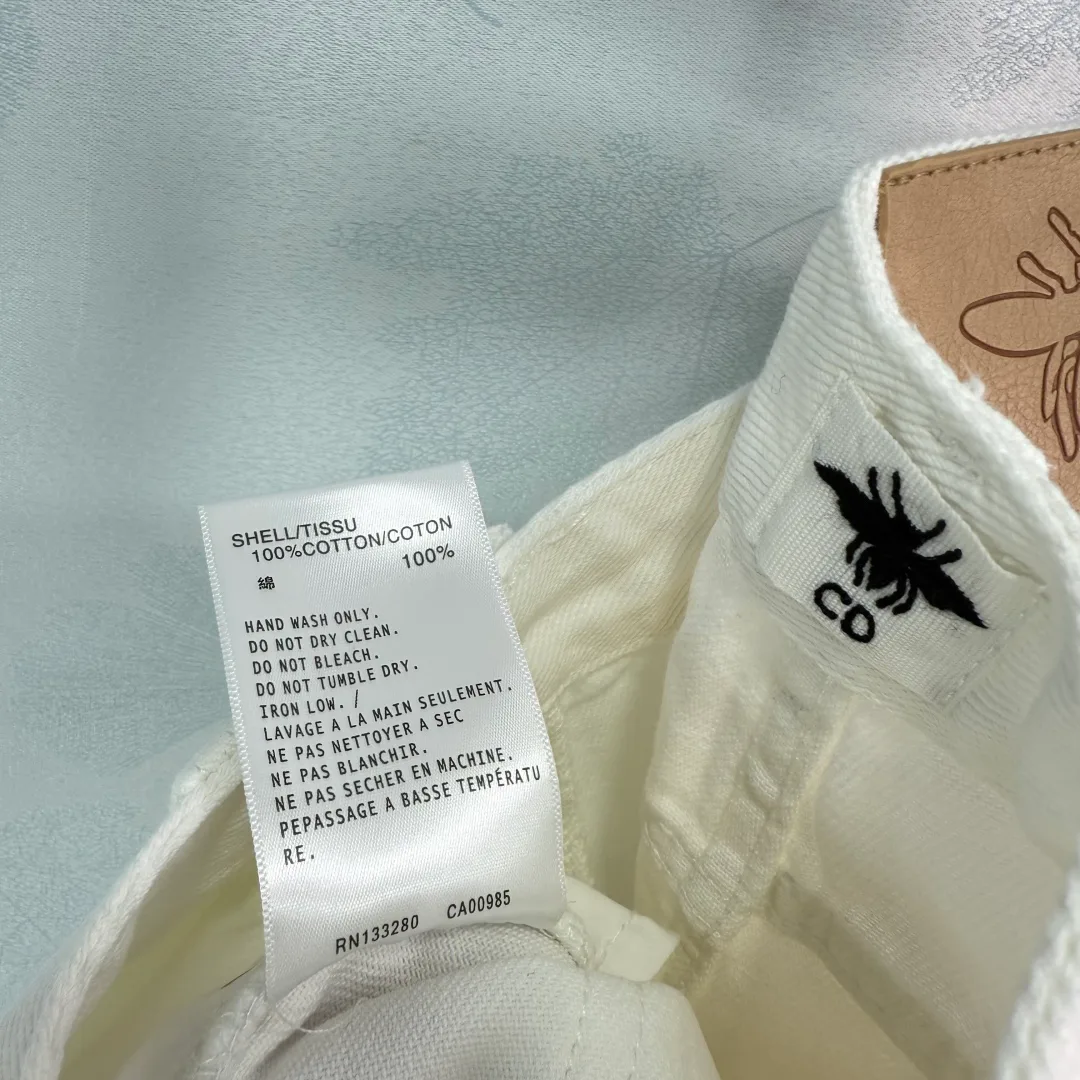 SHELL/TISSU
100%COTTON/COTON
100%
綿
HAND WASH ONLY.
DO NOT DRY CLEAN.
DO NOT BLEACH.
DO NOT TUMBLE DRY.
IRON LOW. /
LAVAGE A LA MAIN SEULEMENT.
NE PAS NETTOYER A SEC
NE PAS BLANCHIR.
NE PAS SECHER EN MACHINE.
PEPASSAGE A BASSE TEMPÉRATU
RE.
RN133280 CA00985
CO